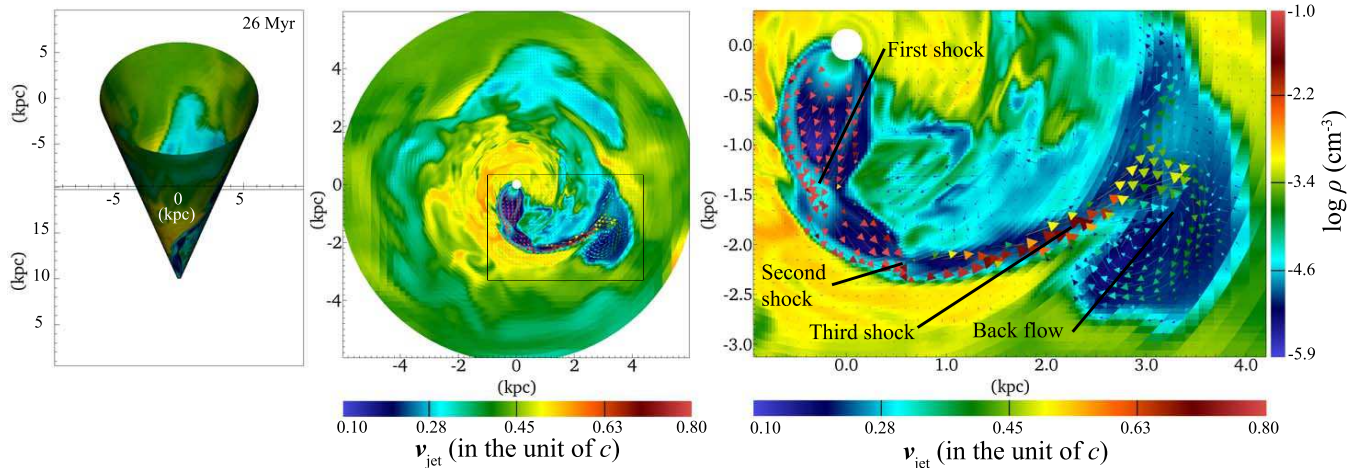 26 Myr
5
0
-5
(kpc)
-5
0
5
(kpc)
15
10
5
(kpc)
6
4
2
0
-2
-4
(kpc)
-4
-2
0
2
4
(kpc)
0.10
0.28
0.45
0.63
0.80
v_jet (in the unit of c)
First shock
Second
shock
Third shock
Back flow
0.0
-0.5
-1.0
-1.5
-2.0
-2.5
-3.0
(kpc)
0.0
1.0
2.0
3.0
4.0
(kpc)
0.10
0.28
0.45
0.63
0.80
v_jet (in the unit of c)
-1.0
-2.2
-3.4
-4.6
-5.9
log ρ (cm⁻³)